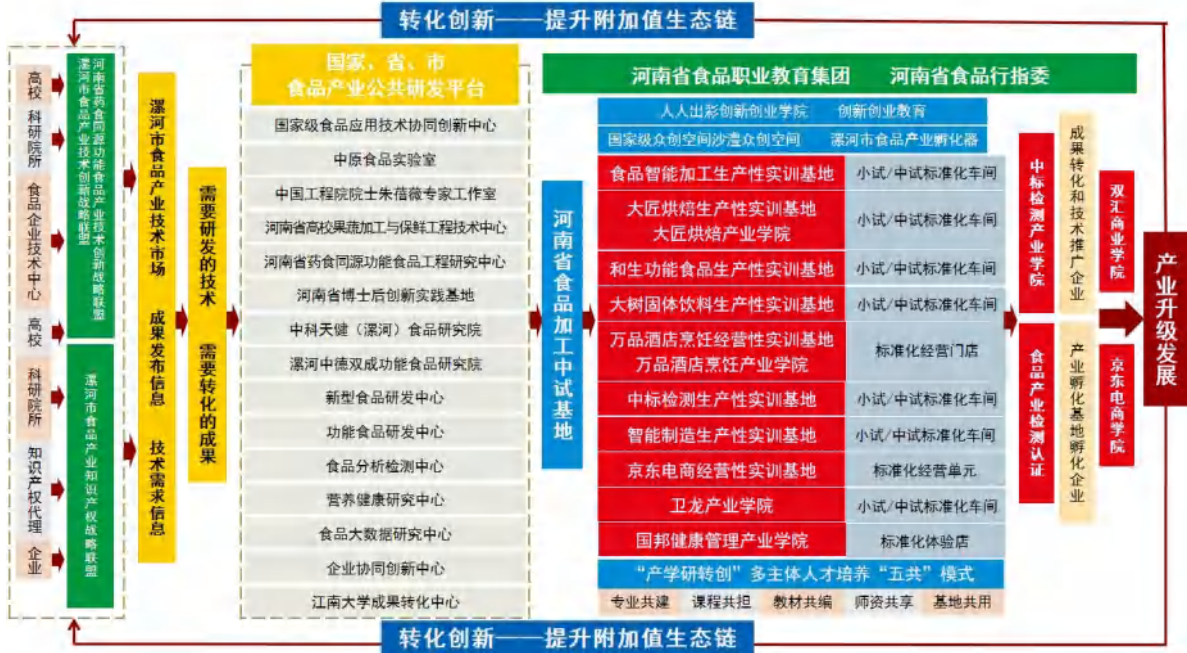 转化创新——提升附加值生态链
高校
科研院所
食品企业技术中心
高校
科研院所
知识产权代理
企业
河南省药食同源功能食品产业技术创新战略联盟
漯河市食品产业技术创新战略联盟
漯河市食品产业知识产权战略联盟
漯河市食品产业技术市场 成果发布信息 技术需求信息
需要研发的技术 需要转化的成果
国家、省、市
食品产业公共研发平台
国家级食品应用技术协同创新中心
中原食品实验室
中国工程院院士朱蓓薇专家工作室
河南省高校果蔬加工与保鲜工程技术中心
河南省药食同源功能食品工程研究中心
河南省博士后创新实践基地
中科天健（漯河）食品研究院
漯河中德双成功能食品研究院
新型食品研发中心
功能食品研发中心
食品分析检测中心
营养健康研究中心
食品大数据研究中心
企业协同创新中心
江南大学成果转化中心
河南省食品加工中试基地
河南省食品职业教育集团 河南省食品行指委
人人出彩创新创业学院 创新创业教育
国家级众创空间沙澧众创空间 漯河市食品产业孵化器
食品智能加工生产性实训基地 小试/中试标准化车间
大匠烘焙生产性实训基地
大匠烘焙产业学院
小试/中试标准化车间
和生功能食品生产性实训基地 小试/中试标准化车间
大树固体饮料生产性实训基地 小试/中试标准化车间
万品酒店烹饪经营性实训基地
万品酒店烹饪产业学院
标准化经营门店
中标检测生产性实训基地 小试/中试标准化车间
智能制造生产性实训基地 小试/中试标准化车间
京东电商经营性实训基地 标准化经营单元
卫龙产业学院 小试/中试标准化车间
国邦健康管理产业学院 标准化体验店
“产学研转创”多主体人才培养“五共”模式
专业共建 课程共担 教材共编 师资共享 基地共用
中标检测产业学院
食品产业检测认证
成果转化和技术推广企业
产业孵化基地孵化企业
双汇商业学院
京东电商学院
产业升级发展
转化创新——提升附加值生态链